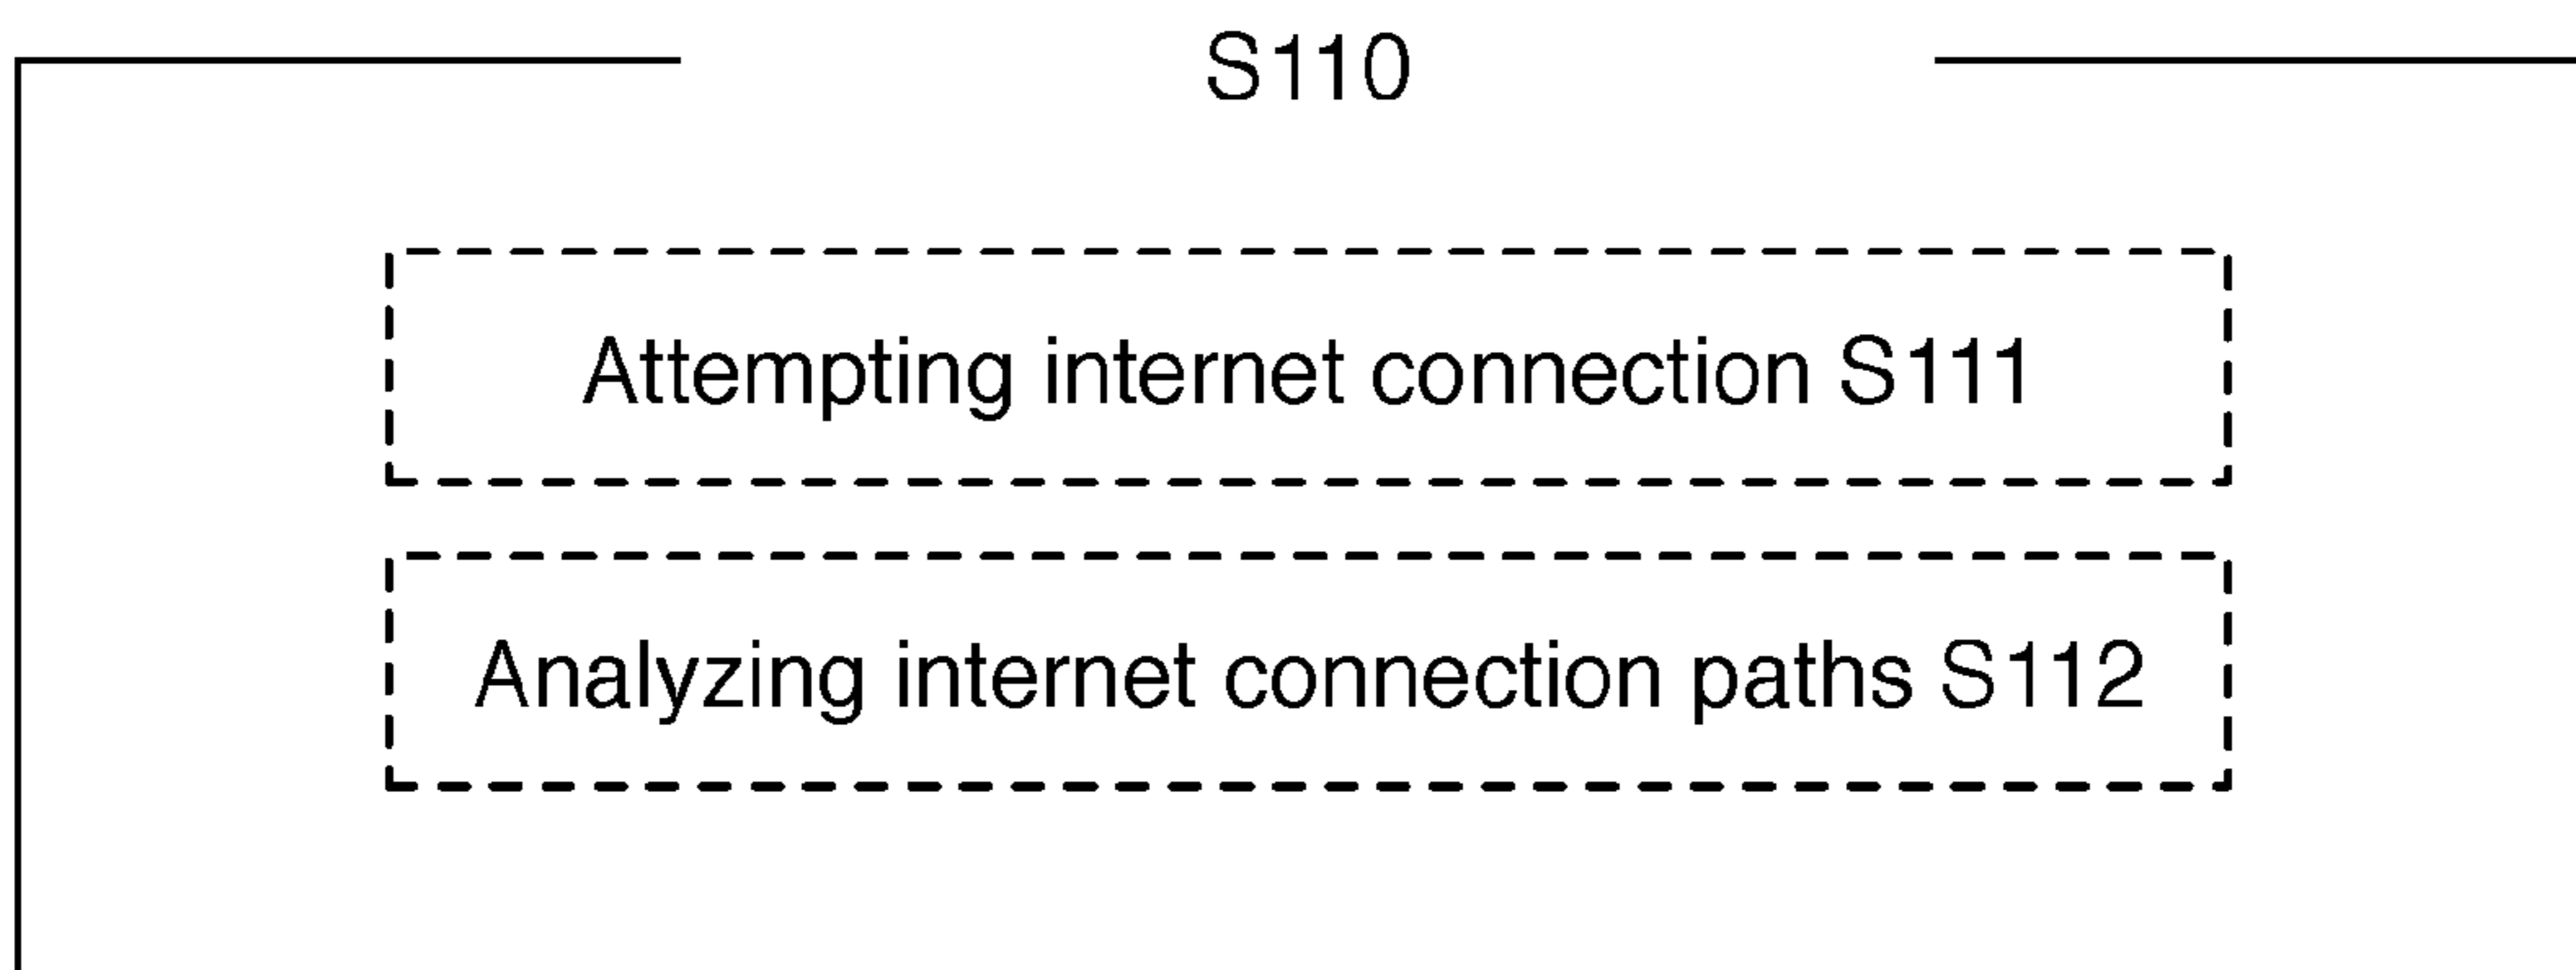 S110
Attempting internet connection S111
Analyzing internet connection paths S112